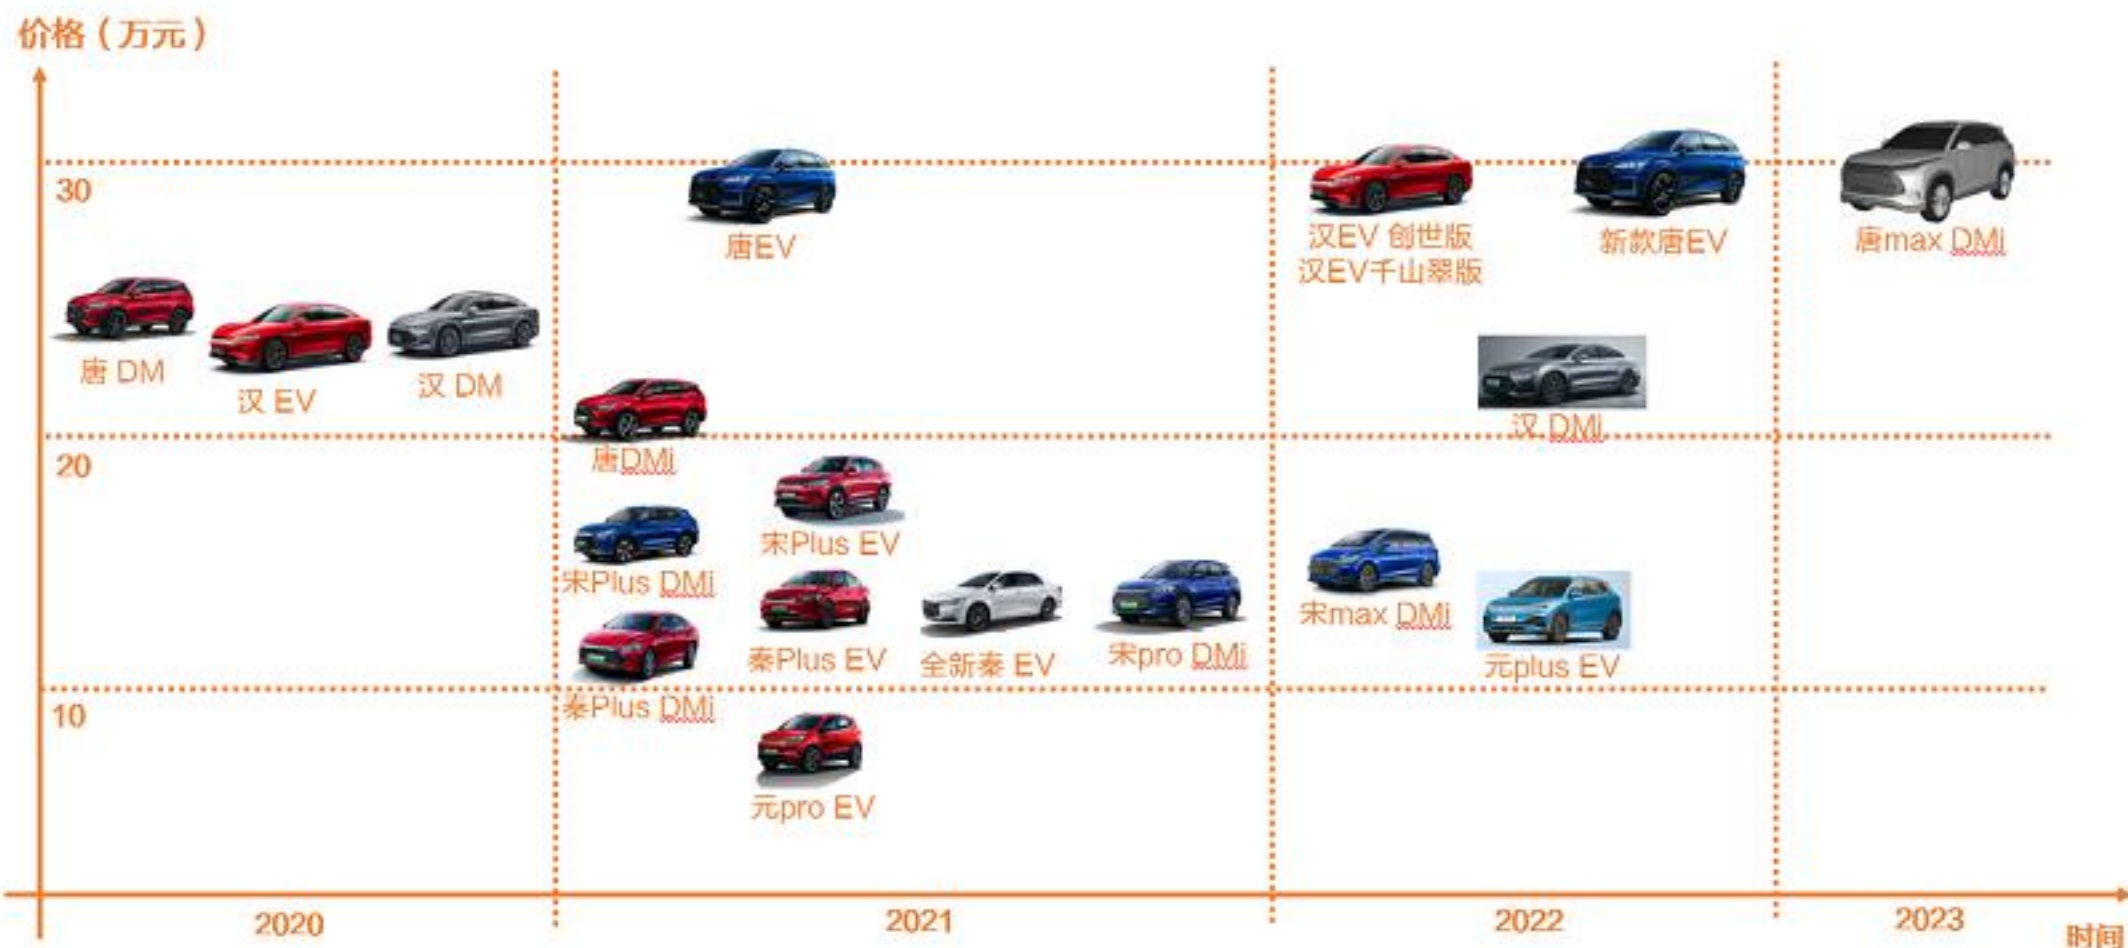 价格（万元）
30
唐EV
汉EV 创世版
汉EV千山翠版
新款唐EV
唐max DMi
唐 DM
汉 EV
汉 DM
汉 DMi
20
唐DMi
宋Plus EV
宋Plus DMi
宋max DMi
秦Plus EV
全新秦 EV
宋pro DMi
元plus EV
10
秦Plus DMi
元pro EV
2020
2021
2022
2023
时间